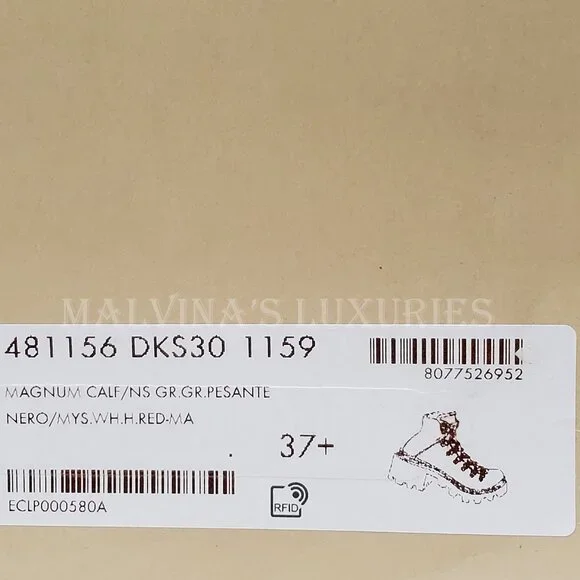 MALVINA'S LUXURIES
481156 DKS30 1159
8077526952
MAGNUM CALF/NS GR.GR.PESANTE
NERO/MYS.WH.H.RED-MA
. 37+
ECLP000580A
RFID